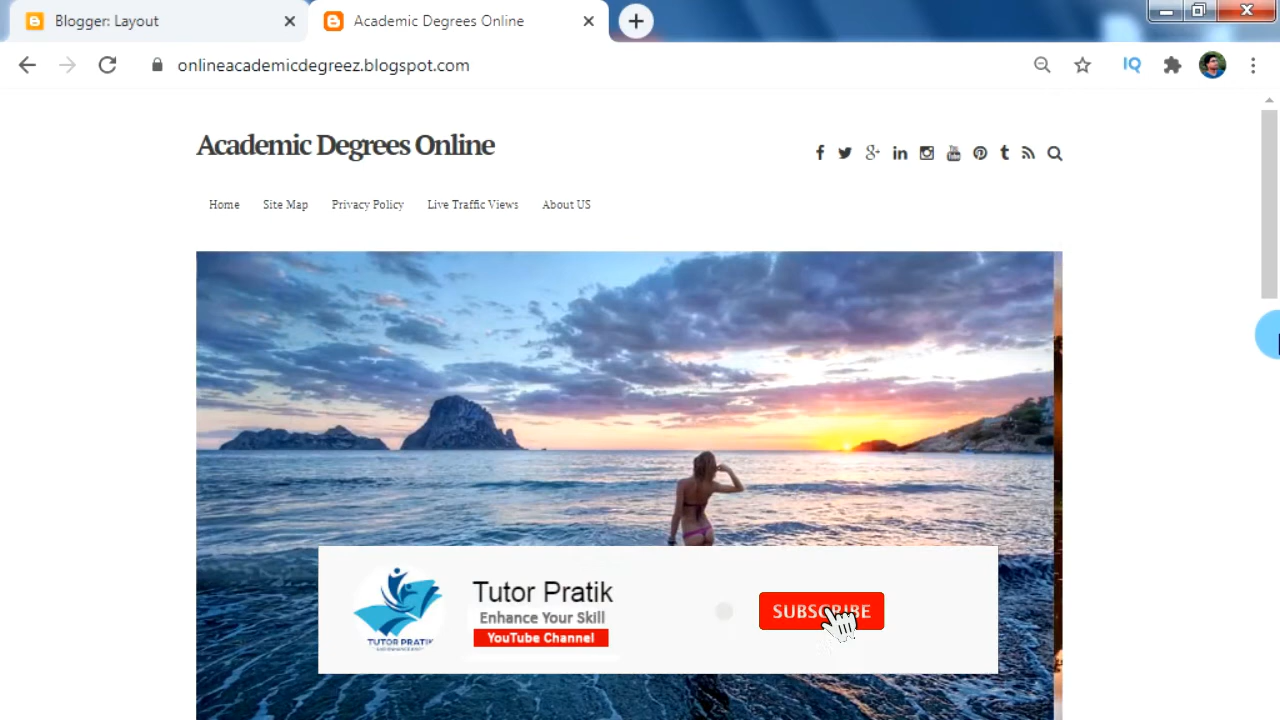 Blogger: Layout
Academic Degrees Online
onlineacademicdegreez.blogspot.com
IQ
Academic Degrees Online
Home Site Map Privacy Policy Live Traffic Views About US
Tutor Pratik
Enhance Your Skill
YouTube Channel
TUTOR PRATIK
SUBSCRIBE